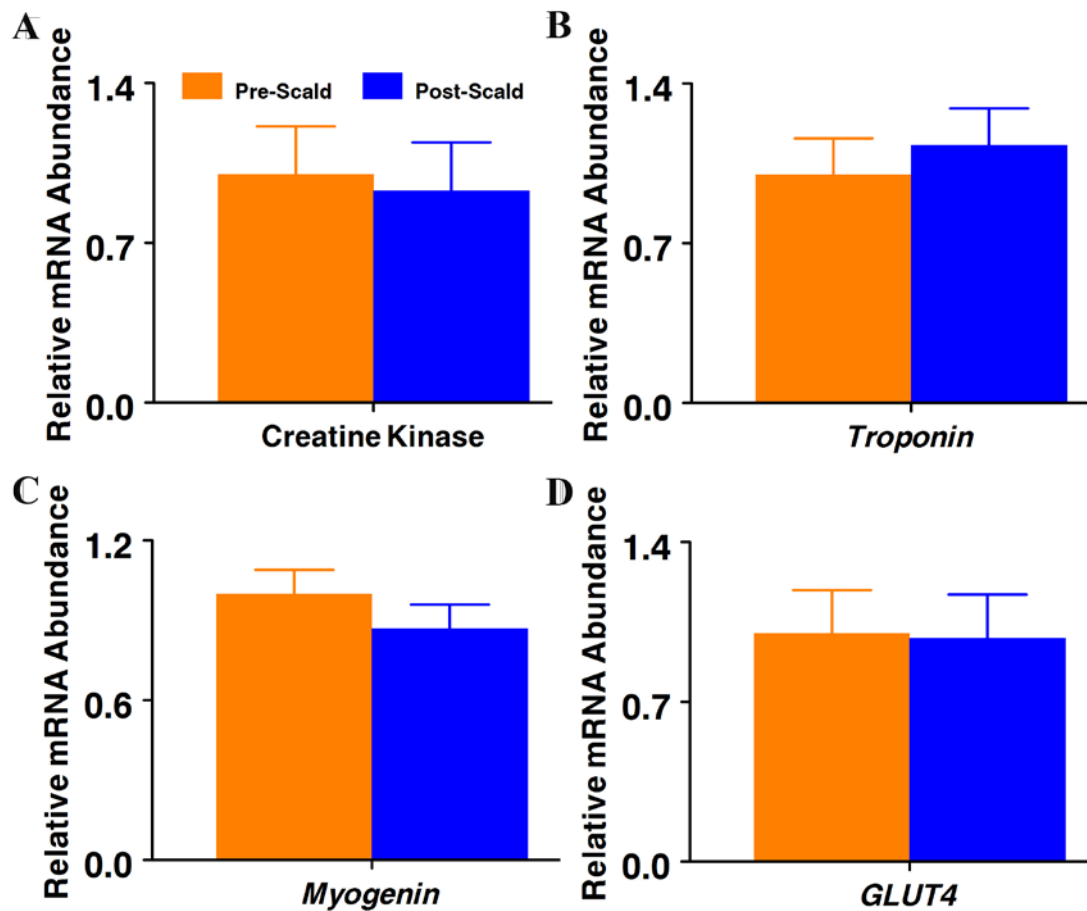 A
Relative mRNA Abundance
1.4
0.7
0.0
Pre-Scald
Post-Scald
Creatine Kinase
B
Relative mRNA Abundance
1.4
0.7
0.0
Troponin
C
Relative mRNA Abundance
1.2
0.6
0.0
Myogenin
D
Relative mRNA Abundance
1.4
0.7
0.0
GLUT4